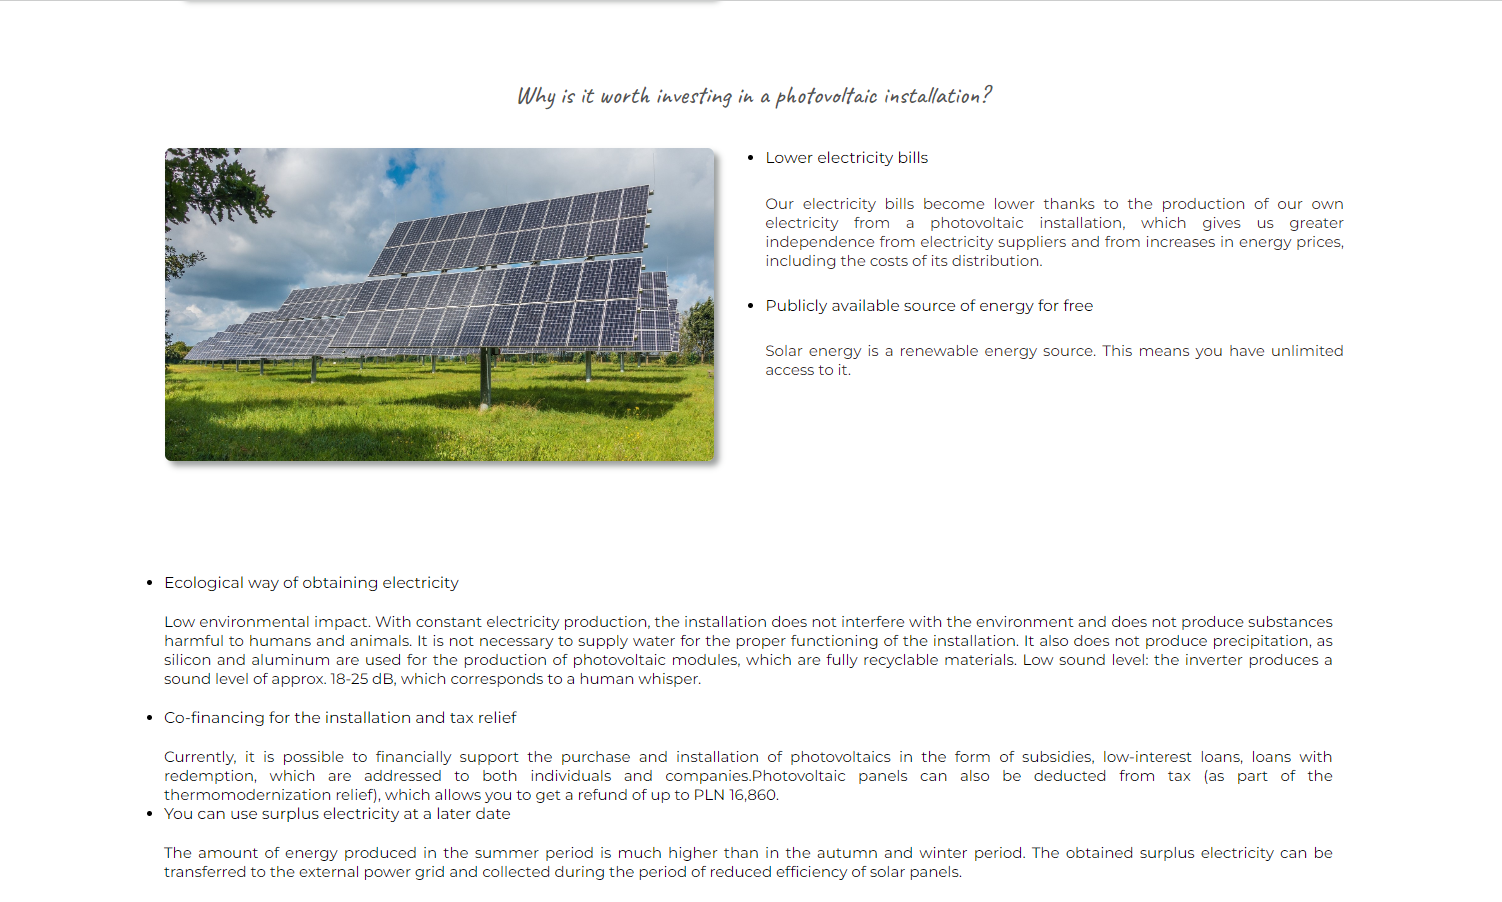 Why is it worth investing in a photovoltaic installation?
Lower electricity bills
Our electricity bills become lower thanks to the production of our own
electricity from a photovoltaic installation, which gives us greater
independence from electricity suppliers and from increases in energy prices,
including the costs of its distribution.
Publicly available source of energy for free
Solar energy is a renewable energy source. This means you have unlimited
access to it.
Ecological way of obtaining electricity
Low environmental impact. With constant electricity production, the installation does not interfere with the environment and does not produce substances
harmful to humans and animals. It is not necessary to supply water for the proper functioning of the installation. It also does not produce precipitation, as
silicon and aluminum are used for the production of photovoltaic modules, which are fully recyclable materials. Low sound level: the inverter produces a
sound level of approx. 18-25 dB, which corresponds to a human whisper.
Co-financing for the installation and tax relief
Currently, it is possible to financially support the purchase and installation of photovoltaics in the form of subsidies, low-interest loans, loans with
redemption, which are addressed to both individuals and companies.Photovoltaic panels can also be deducted from tax (as part of the
thermomodernization relief), which allows you to get a refund of up to PLN 16,860.
You can use surplus electricity at a later date
The amount of energy produced in the summer period is much higher than in the autumn and winter period. The obtained surplus electricity can be
transferred to the external power grid and collected during the period of reduced efficiency of solar panels.